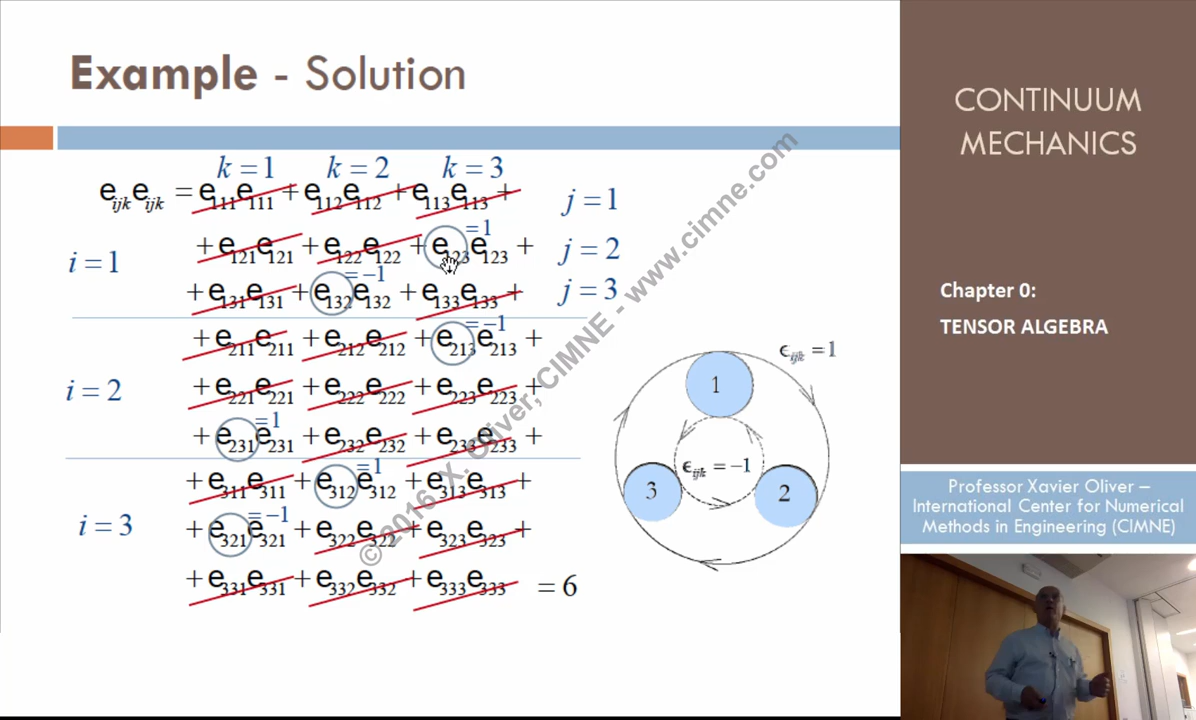 Example - Solution
k = 1 k = 2 k = 3
e_ijk e_ijk = e_111 e_111 + e_112 e_112 + e_113 e_113 + j = 1
i = 1 + e_121 e_121 + e_122 e_122 + e_123 e_123 + =1 j = 2
+ e_131 e_131 + e_132 e_132 + e_133 e_133 + =−1 j = 3
+ e_211 e_211 + e_212 e_212 + e_213 e_213 + =−1
i = 2 + e_221 e_221 + e_222 e_222 + e_223 e_223 +
+ e_231 e_231 + e_232 e_232 + e_233 e_233 + =1
+ e_311 e_311 + e_312 e_312 + e_313 e_313 + =1
i = 3 + e_321 e_321 + e_322 e_322 + e_323 e_323 + =−1
+ e_331 e_331 + e_332 e_332 + e_333 e_333 = 6
ϵ_ijk = 1
1
ϵ_ijk = −1
3 2
© 2016 X. Oliver, CIMNE - www.cimne.com
CONTINUUM
MECHANICS
Chapter 0:
TENSOR ALGEBRA
Professor Xavier Oliver –
International Center for Numerical
Methods in Engineering (CIMNE)